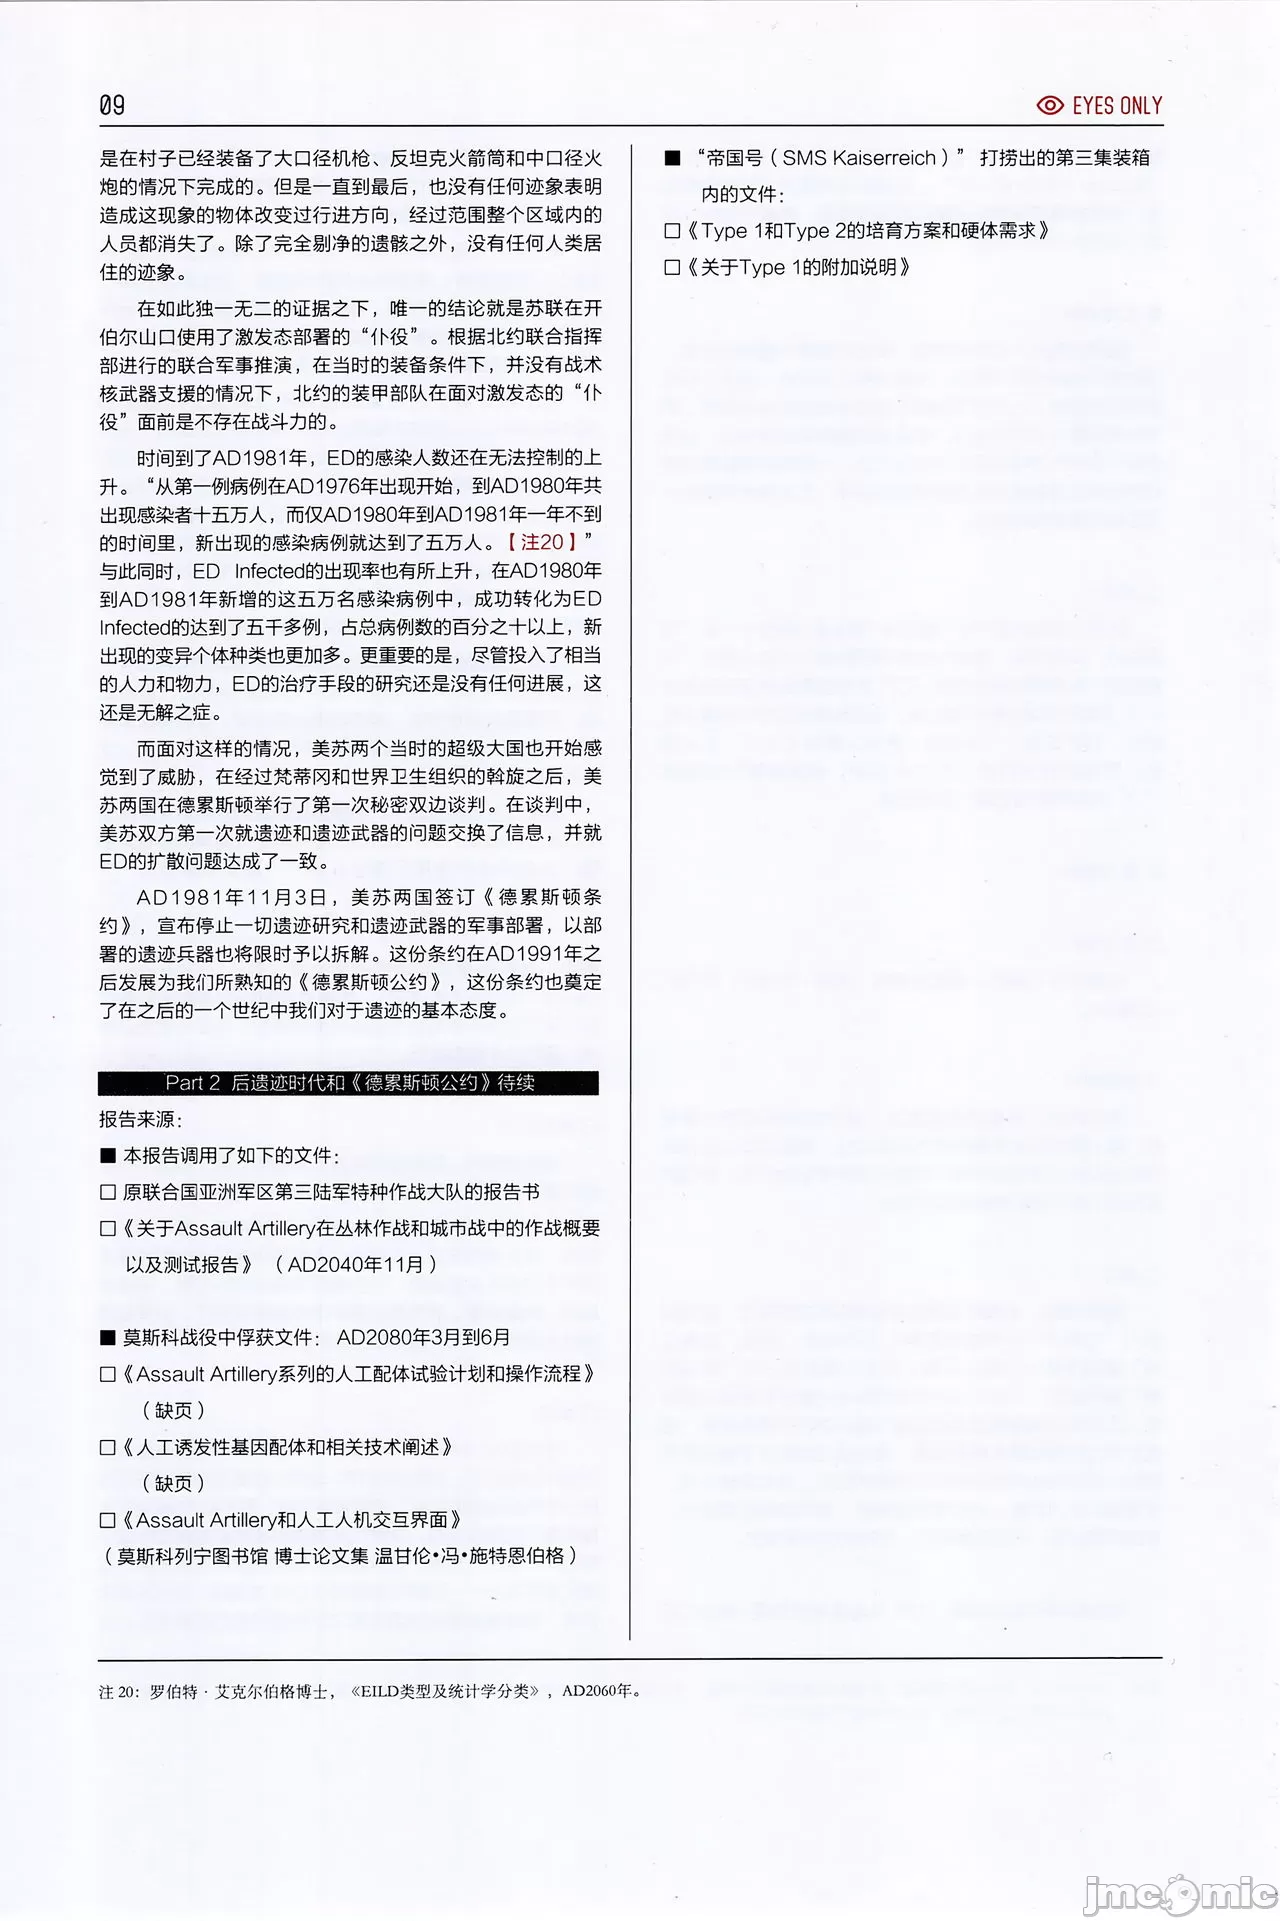 09
EYES ONLY
是在村子已经装备了大口径机枪、反坦克火箭筒和中口径火
炮的情况下完成的。但是一直到最后，也没有任何迹象表明
造成这现象的物体改变过行进方向，经过范围整个区域内的
人员都消失了。除了完全剔净的遗骸之外，没有任何人类居
住的迹象。
在如此独一无二的证据之下，唯一的结论就是苏联在开
伯尔山口使用了激发态部署的“仆役”。根据北约联合指挥
部进行的联合军事推演，在当时的装备条件下，并没有战术
核武器支援的情况下，北约的装甲部队在面对激发态的“仆
役”面前是不存在战斗力的。
时间到了AD1981年，ED的感染人数还在无法控制的上
升。“从第一例病例在AD1976年出现开始，到AD1980年共
出现感染者十五万人，而仅AD1980年到AD1981年一年不到
的时间里，新出现的感染病例就达到了五万人。【注20】”
与此同时，ED Infected的出现率也有所上升，在AD1980年
到AD1981年新增的这五万名感染病例中，成功转化为ED
Infected的达到了五千多例，占总病例数的百分之十以上，新
出现的变异个体种类也更加多。更重要的是，尽管投入了相当
的人力和物力，ED的治疗手段的研究还是没有任何进展，这
还是无解之症。
而面对这样的情况，美苏两个当时的超级大国也开始感
觉到了威胁，在经过梵蒂冈和世界卫生组织的斡旋之后，美
苏两国在德累斯顿举行了第一次秘密双边谈判。在谈判中，
美苏双方第一次就遗迹和遗迹武器的问题交换了信息，并就
ED的扩散问题达成了一致。
AD1981年11月3日，美苏两国签订《德累斯顿条
约》，宣布停止一切遗迹研究和遗迹武器的军事部署，以部
署的遗迹兵器也将限时予以拆解。这份条约在AD1991年之
后发展为我们所熟知的《德累斯顿公约》，这份条约也奠定
了在之后的一个世纪中我们对于遗迹的基本态度。
Part 2 后遗迹时代和《德累斯顿公约》待续
报告来源：
■ 本报告调用了如下的文件：
□ 原联合国亚洲军区第三陆军特种作战大队的报告书
□《关于Assault Artillery在丛林作战和城市战中的作战概要
以及测试报告》（AD2040年11月）
■ 莫斯科战役中俘获文件： AD2080年3月到6月
□《Assault Artillery系列的人工配体试验计划和操作流程》
（缺页）
□《人工诱发性基因配体和相关技术阐述》
（缺页）
□《Assault Artillery和人工人机交互界面》
（莫斯科列宁图书馆 博士论文集 温甘伦•冯•施特恩伯格）
■ “帝国号（SMS Kaiserreich）” 打捞出的第三集装箱
内的文件：
□《Type 1和Type 2的培育方案和硬体需求》
□《关于Type 1的附加说明》
注 20：罗伯特 · 艾克尔伯格博士，《EILD类型及统计学分类》，AD2060年。
jmcomic